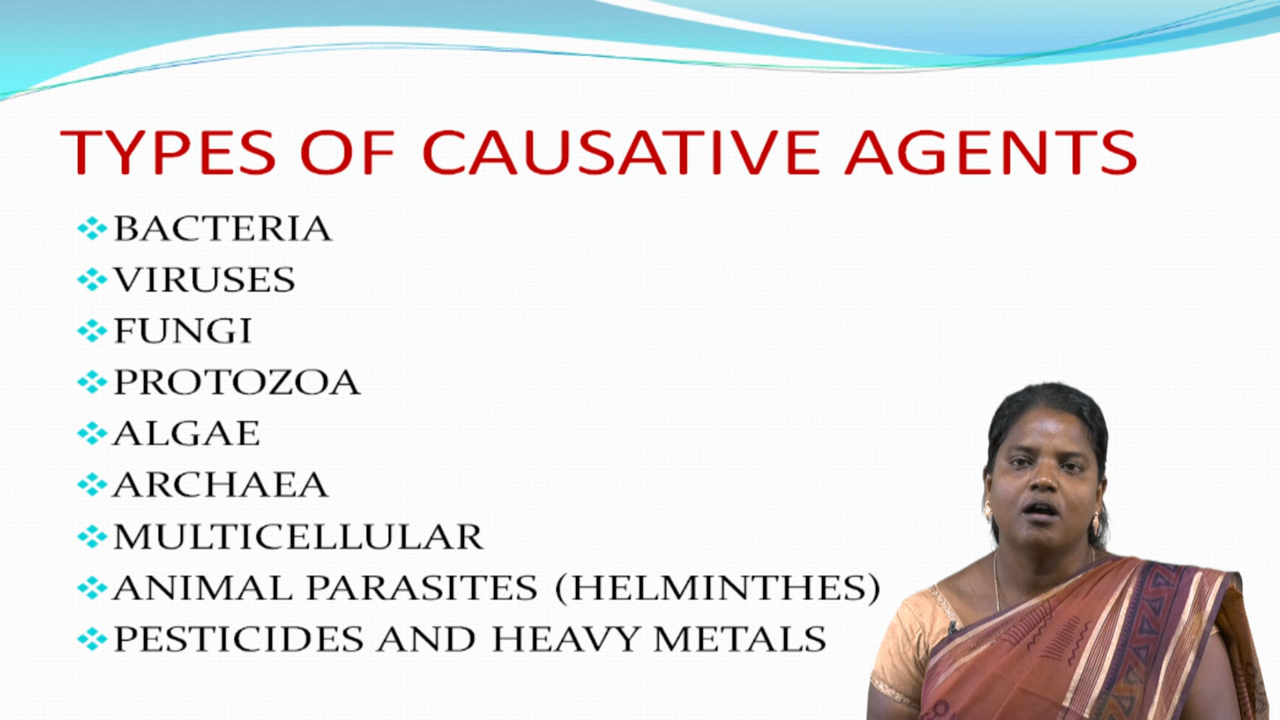 TYPES OF CAUSATIVE AGENTS
BACTERIA
VIRUSES
FUNGI
PROTOZOA
ALGAE
ARCHAEA
MULTICELLULAR
ANIMAL PARASITES (HELMINTHES)
PESTICIDES AND HEAVY METALS